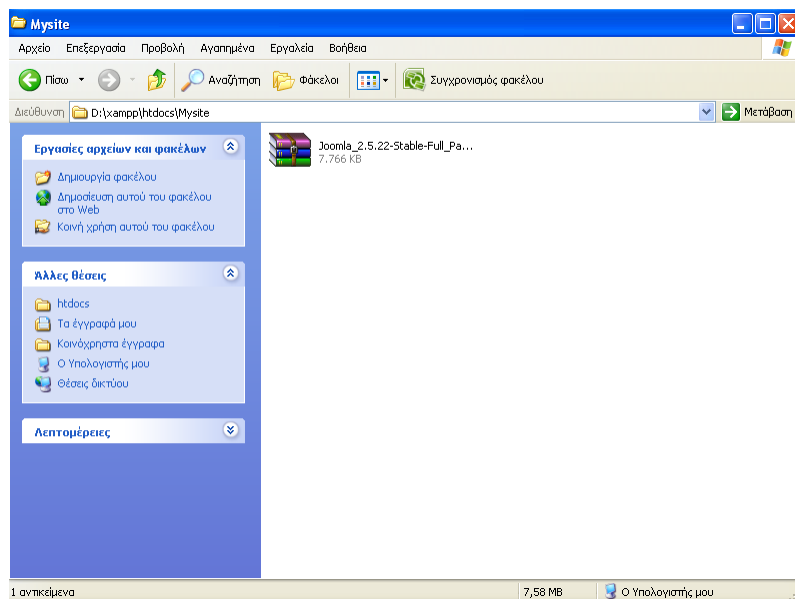 Mysite
Αρχείο Επεξεργασία Προβολή Αγαπημένα Εργαλεία Βοήθεια
Πίσω Αναζήτηση Φάκελοι Συγχρονισμός φακέλου
Διεύθυνση D:\xampp\htdocs\Mysite Μετάβαση
Εργασίες αρχείων και φακέλων
Δημιουργία φακέλου
Δημοσίευση αυτού του φακέλου
στο Web
Κοινή χρήση αυτού του φακέλου
Άλλες θέσεις
htdocs
Τα έγγραφά μου
Κοινόχρηστα έγγραφα
Ο Υπολογιστής μου
Θέσεις δικτύου
Λεπτομέρειες
Joomla_2.5.22-Stable-Full_Pa...
7.766 KB
1 αντικείμενα 7,58 MB Ο Υπολογιστής μου